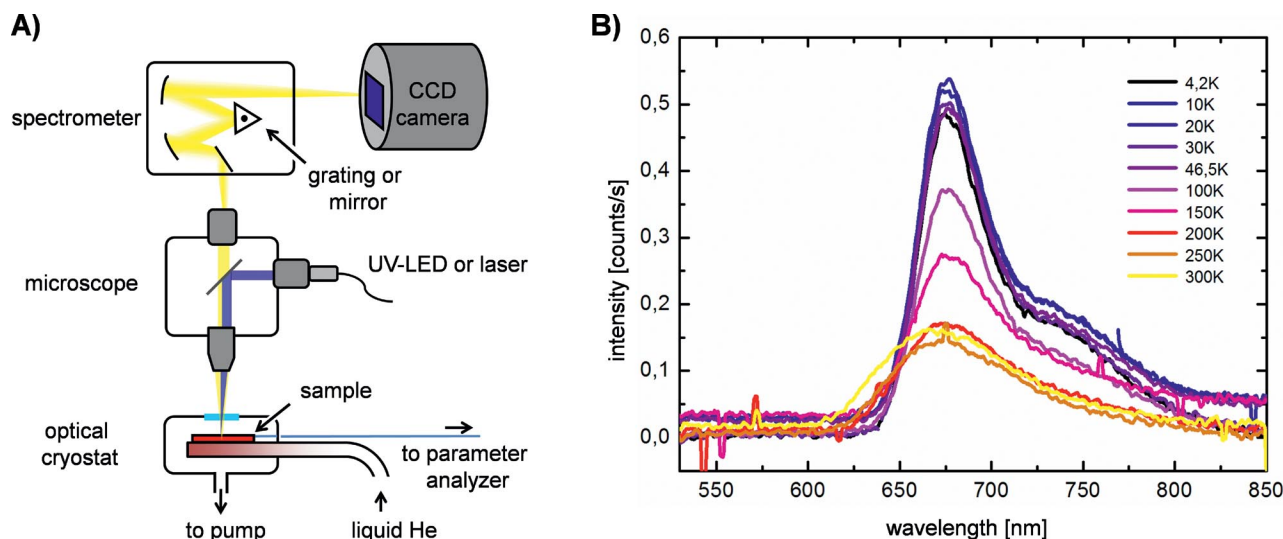 A)
spectrometer
CCD
camera
grating or
mirror
microscope
UV-LED or laser
sample
optical
cryostat
to parameter
analyzer
to pump
liquid He
B)
intensity [counts/s]
0,6
0,5
0,4
0,3
0,2
0,1
0,0
4,2K
10K
20K
30K
46,5K
100K
150K
200K
250K
300K
550 600 650 700 750 800 850
wavelength [nm]